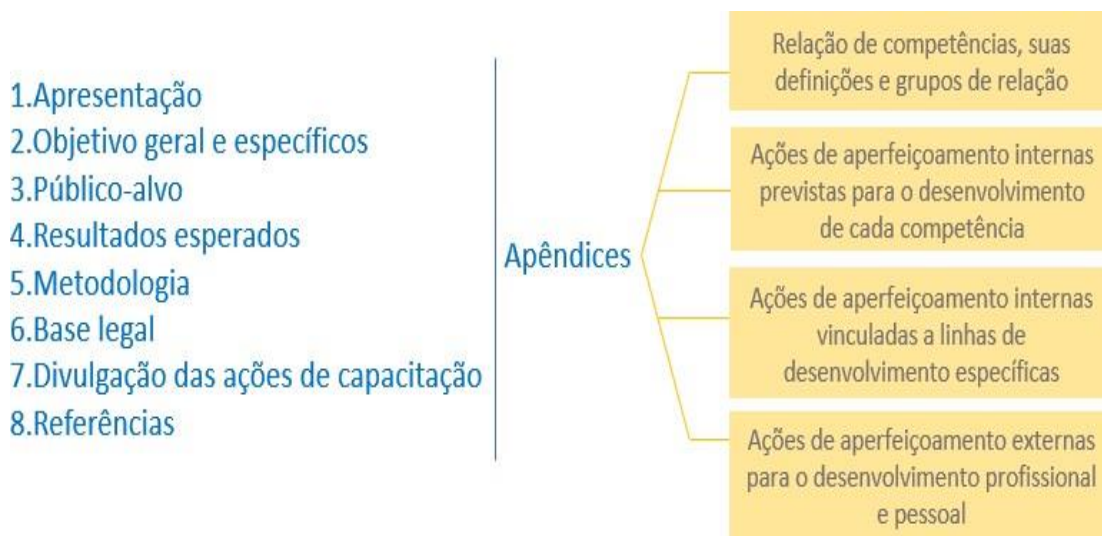 1.Apresentação
2.Objetivo geral e específicos
3.Público-alvo
4.Resultados esperados
5.Metodologia
6.Base legal
7.Divulgação das ações de capacitação
8.Referências
Apêndices
Relação de competências, suas
definições e grupos de relação
Ações de aperfeiçoamento internas
previstas para o desenvolvimento
de cada competência
Ações de aperfeiçoamento internas
vinculadas a linhas de
desenvolvimento específicas
Ações de aperfeiçoamento externas
para o desenvolvimento profissional
e pessoal